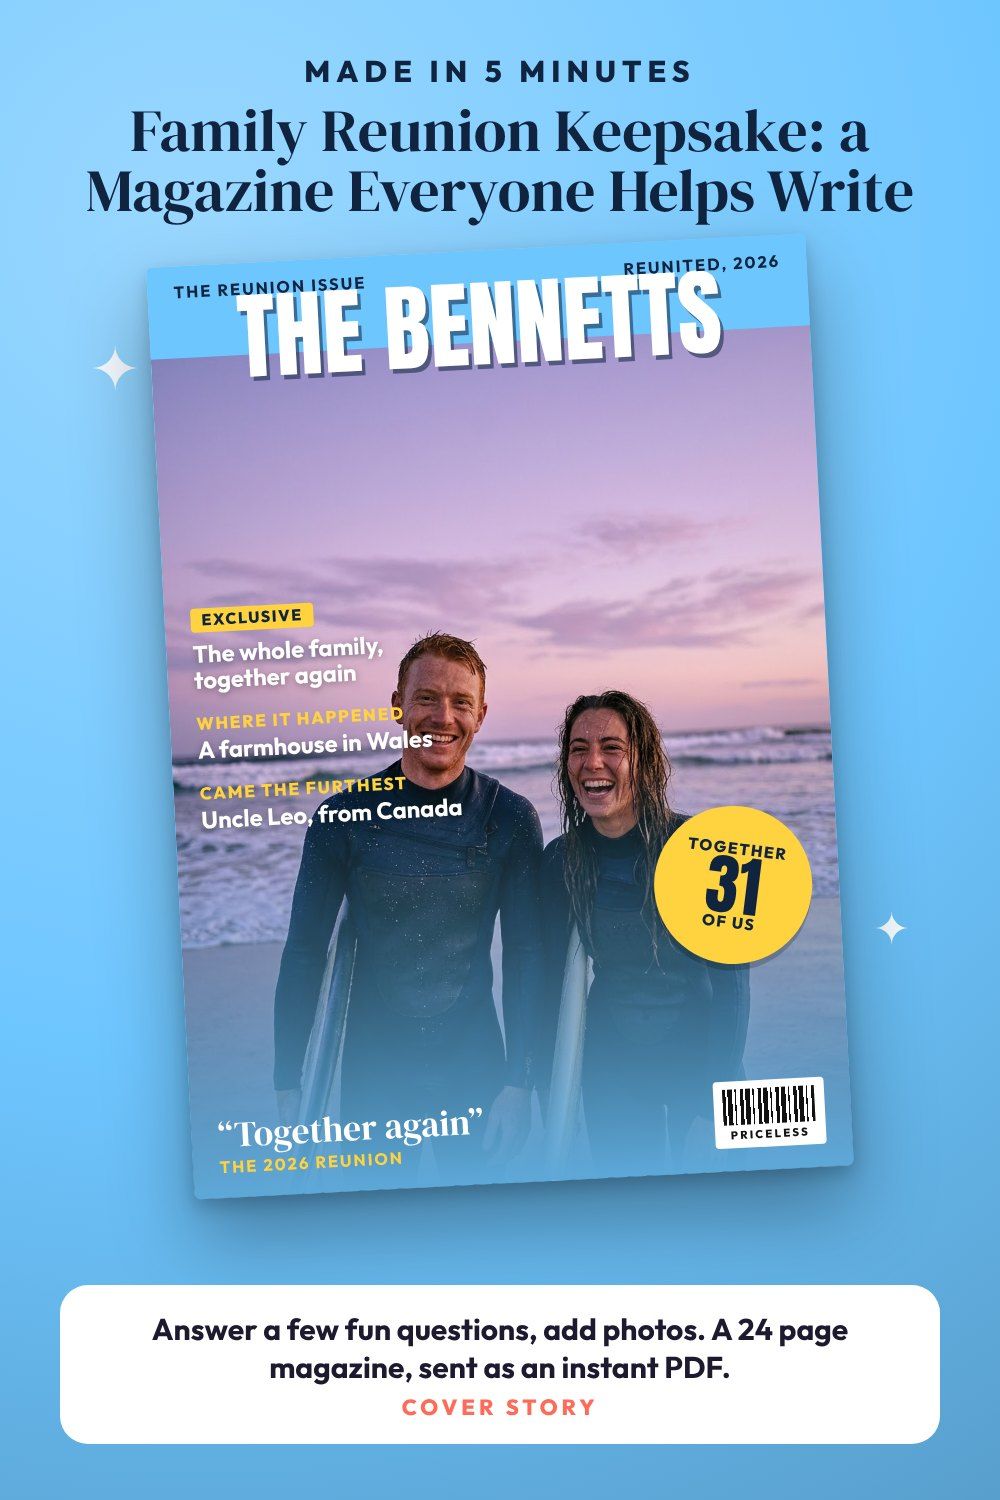 MADE IN 5 MINUTES
Family Reunion Keepsake: a
Magazine Everyone Helps Write
THE REUNION ISSUE
REUNITED, 2026
THE BENNETTS
EXCLUSIVE
The whole family,
together again
WHERE IT HAPPENED
A farmhouse in Wales
CAME THE FURTHEST
Uncle Leo, from Canada
TOGETHER
31
OF US
“Together again”
THE 2026 REUNION
PRICELESS
Answer a few fun questions, add photos. A 24 page
magazine, sent as an instant PDF.
COVER STORY